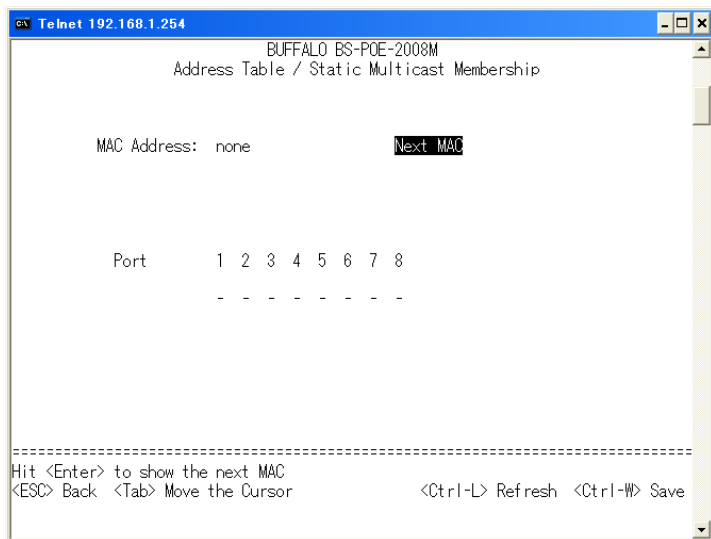 Telnet 192.168.1.254
BUFFALO BS-POE-2008M
Address Table / Static Multicast Membership
MAC Address: none Next MAC
Port 1 2 3 4 5 6 7 8
- - - - - - - -
================================================================================
Hit <Enter> to show the next MAC
<ESC> Back <Tab> Move the Cursor <Ctrl-L> Refresh <Ctrl-W> Save